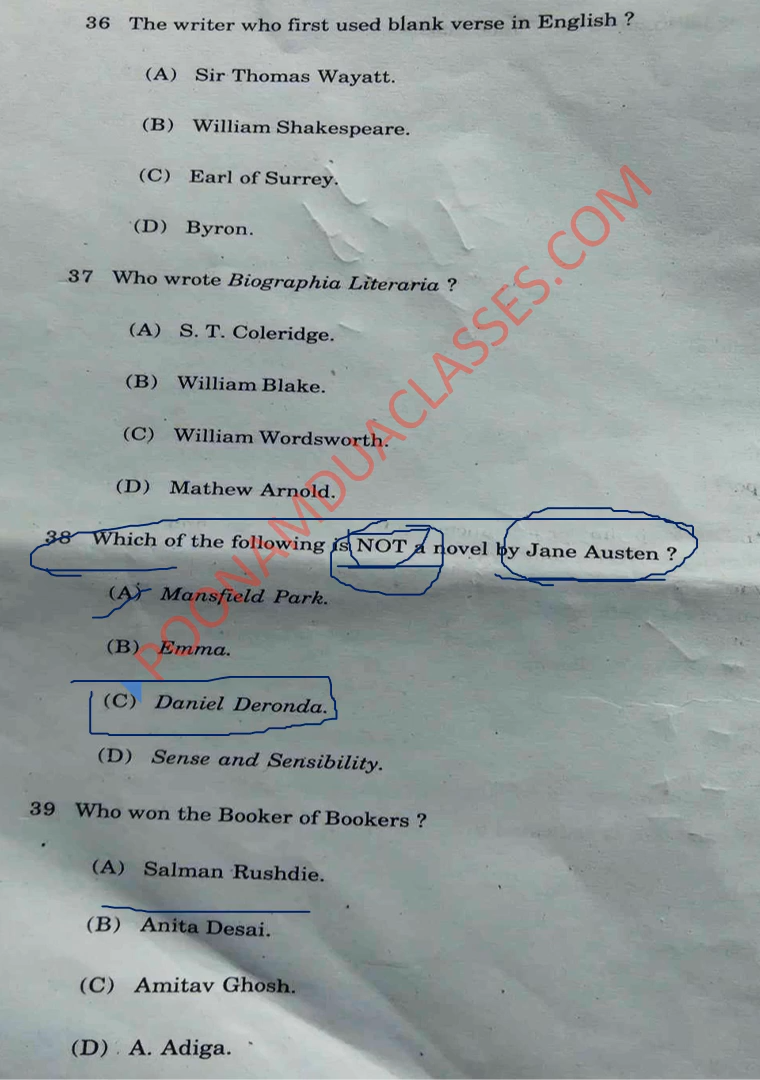 36 The writer who first used blank verse in English ?
(A) Sir Thomas Wayatt.
(B) William Shakespeare.
(C) Earl of Surrey.
(D) Byron.
37 Who wrote Biographia Literaria ?
(A) S. T. Coleridge.
(B) William Blake.
(C) William Wordsworth.
(D) Mathew Arnold.
38 Which of the following is NOT a novel by Jane Austen ?
(A) Mansfield Park.
(B) Emma.
(C) Daniel Deronda.
(D) Sense and Sensibility.
39 Who won the Booker of Bookers ?
(A) Salman Rushdie.
(B) Anita Desai.
(C) Amitav Ghosh.
(D) A. Adiga.
POONAMDUACLASSES.COM